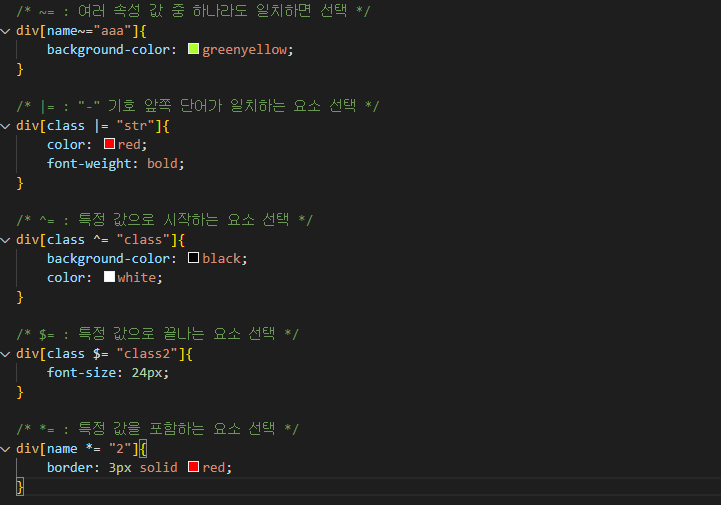 /* ~= : 여러 속성 값 중 하나라도 일치하면 선택 */
div[name~="aaa"]{
background-color: greenyellow;
}
/* |= : "-" 기호 앞쪽 단어가 일치하는 요소 선택 */
div[class |= "str"]{
color: red;
font-weight: bold;
}
/* ^= : 특정 값으로 시작하는 요소 선택 */
div[class ^= "class"]{
background-color: black;
color: white;
}
/* $= : 특정 값으로 끝나는 요소 선택 */
div[class $= "class2"]{
font-size: 24px;
}
/* *= : 특정 값을 포함하는 요소 선택 */
div[name *= "2"]{
border: 3px solid red;
}